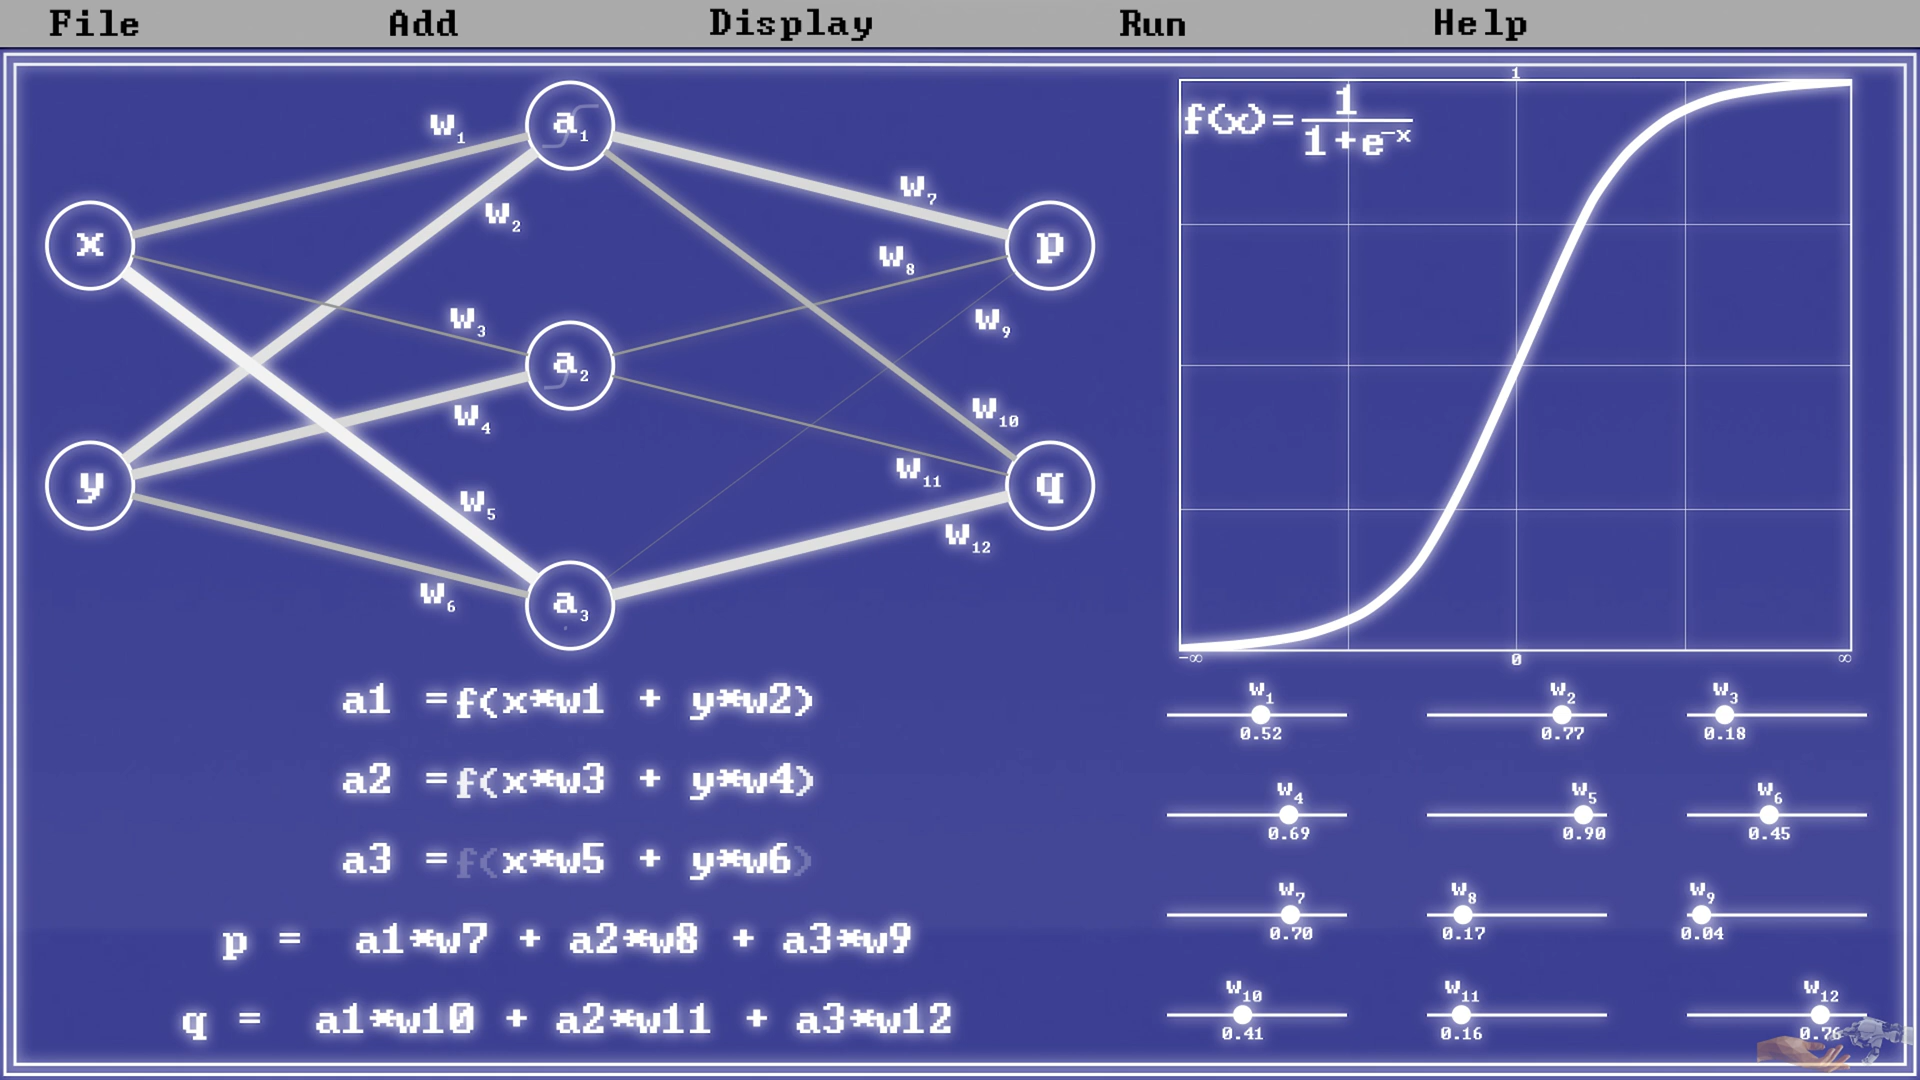 File Add Display Run Help
w1
a1
w2
w7
x
w8
p
w3
w9
a2
w4
w10
y
w5
w11
q
w12
w6
a3
f(x)= 1
1+e^-x
1
-∞ 0 ∞
a1 =f(x*w1 + y*w2)
a2 =f(x*w3 + y*w4)
a3 =f(x*w5 + y*w6)
p = a1*w7 + a2*w8 + a3*w9
q = a1*w10 + a2*w11 + a3*w12
w1 w2 w3
0.52 0.77 0.18
w4 w5 w6
0.69 0.90 0.45
w7 w8 w9
0.70 0.17 0.04
w10 w11 w12
0.41 0.16 0.76